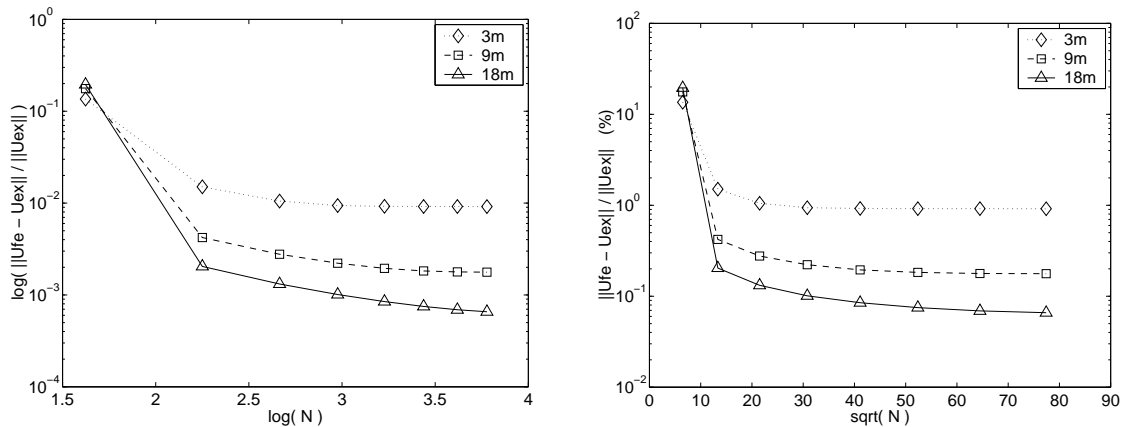 10^0
10^−1
10^−2
10^−3
10^−4
log( ||Ufe − Uex|| / ||Uex|| )
1.5 2 2.5 3 3.5 4
log( N )
3m
9m
18m
10^2
10^1
10^0
10^−1
10^−2
||Ufe − Uex|| / ||Uex|| (%)
0 10 20 30 40 50 60 70 80 90
sqrt( N )
3m
9m
18m